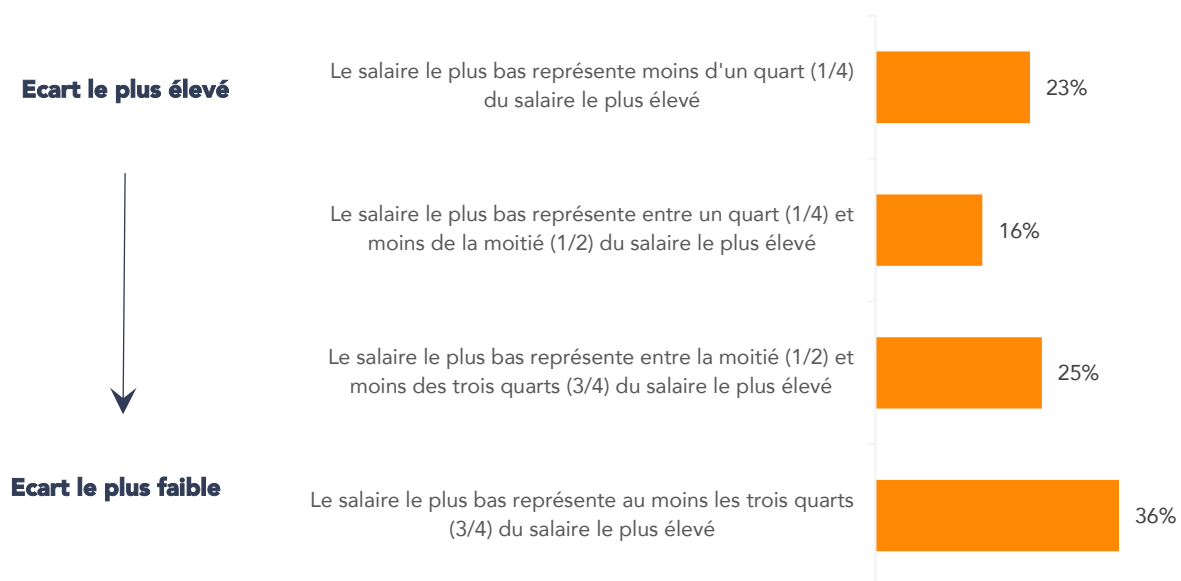 Ecart le plus élevé
Le salaire le plus bas représente moins d'un quart (1/4)
du salaire le plus élevé
23%
Le salaire le plus bas représente entre un quart (1/4) et
moins de la moitié (1/2) du salaire le plus élevé
16%
Le salaire le plus bas représente entre la moitié (1/2) et
moins des trois quarts (3/4) du salaire le plus élevé
25%
Ecart le plus faible
Le salaire le plus bas représente au moins les trois quarts
(3/4) du salaire le plus élevé
36%